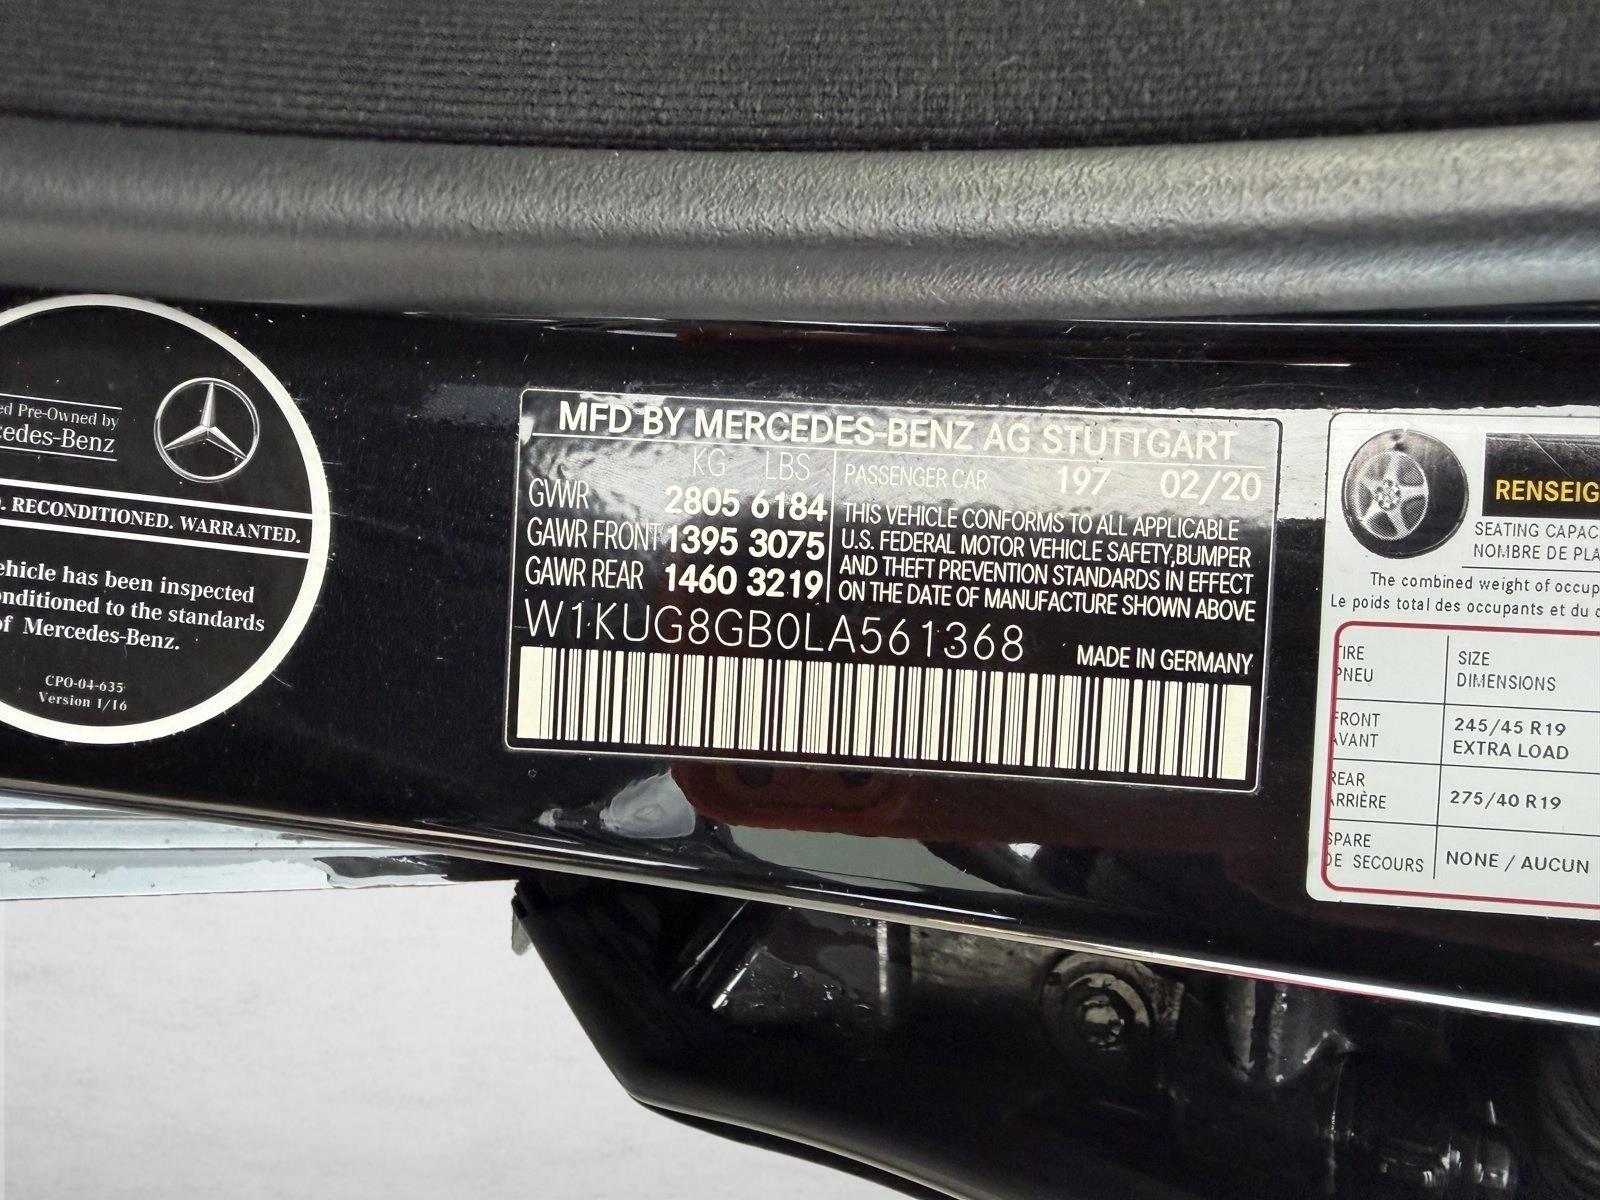 ed Pre-Owned by
cedes-Benz
. RECONDITIONED. WARRANTED.
ehicle has been inspected
nditioned to the standards
of Mercedes-Benz.
CPO-04-635
Version 1/16
MFD BY MERCEDES-BENZ AG STUTTGART
KG LBS
GVWR 2805 6184
GAWR FRONT 1395 3075
GAWR REAR 1460 3219
PASSENGER CAR 197 02/20
THIS VEHICLE CONFORMS TO ALL APPLICABLE
U.S. FEDERAL MOTOR VEHICLE SAFETY,BUMPER
AND THEFT PREVENTION STANDARDS IN EFFECT
ON THE DATE OF MANUFACTURE SHOWN ABOVE
W1KUG8GB0LA561368
MADE IN GERMANY
RENSEIG
SEATING CAPAC
NOMBRE DE PLA
The combined weight of occup
Le poids total des occupants et du c
TIRE
PNEU
SIZE
DIMENSIONS
FRONT
AVANT
245/45 R19
EXTRA LOAD
REAR
ARRIÈRE
275/40 R19
SPARE
DE SECOURS
NONE / AUCUN